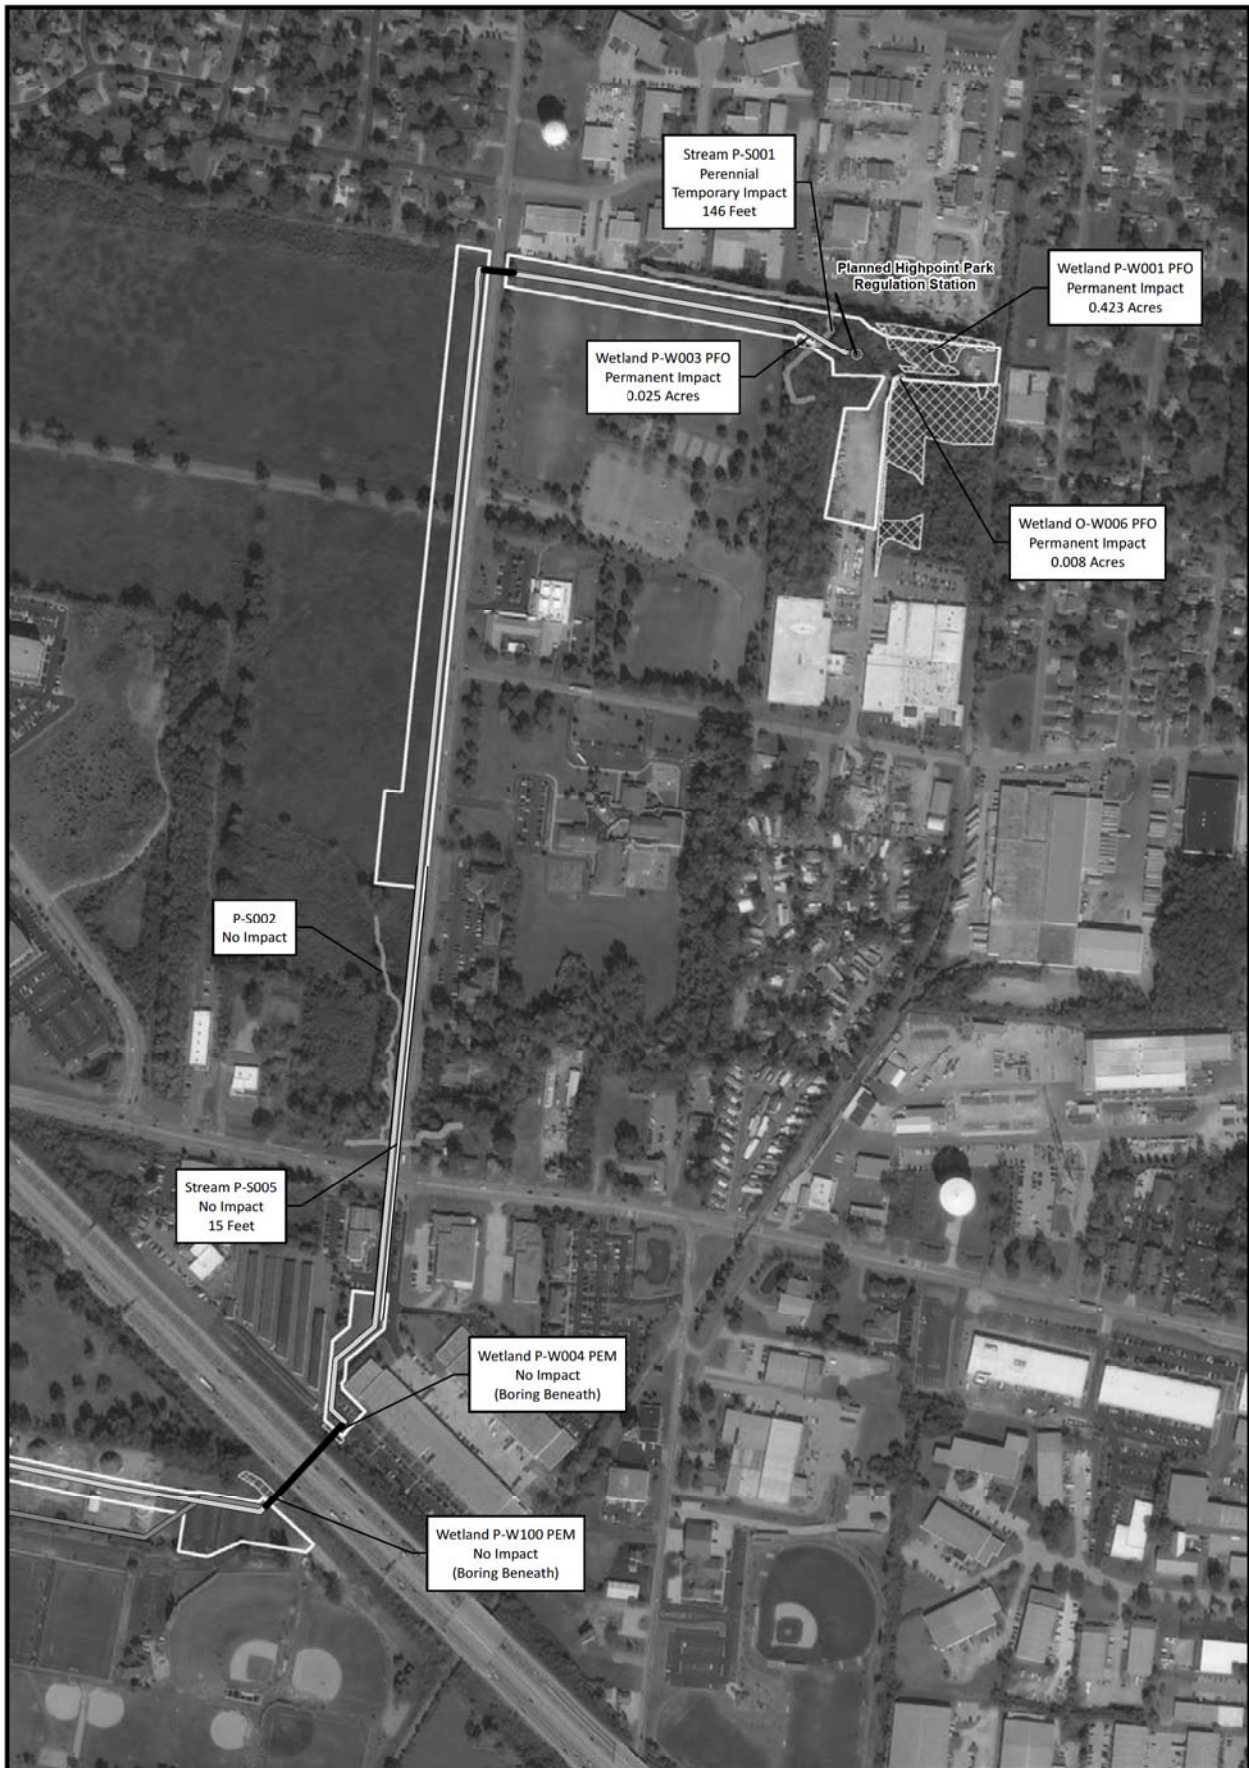 Stream P-S001
Perennial
Temporary Impact
146 Feet
Planned Highpoint Park
Regulation Station
Wetland P-W001 PFO
Permanent Impact
0.423 Acres
Wetland P-W003 PFO
Permanent Impact
0.025 Acres
Wetland O-W006 PFO
Permanent Impact
0.008 Acres
P-S002
No Impact
Stream P-S005
No Impact
15 Feet
Wetland P-W004 PEM
No Impact
(Boring Beneath)
Wetland P-W100 PEM
No Impact
(Boring Beneath)